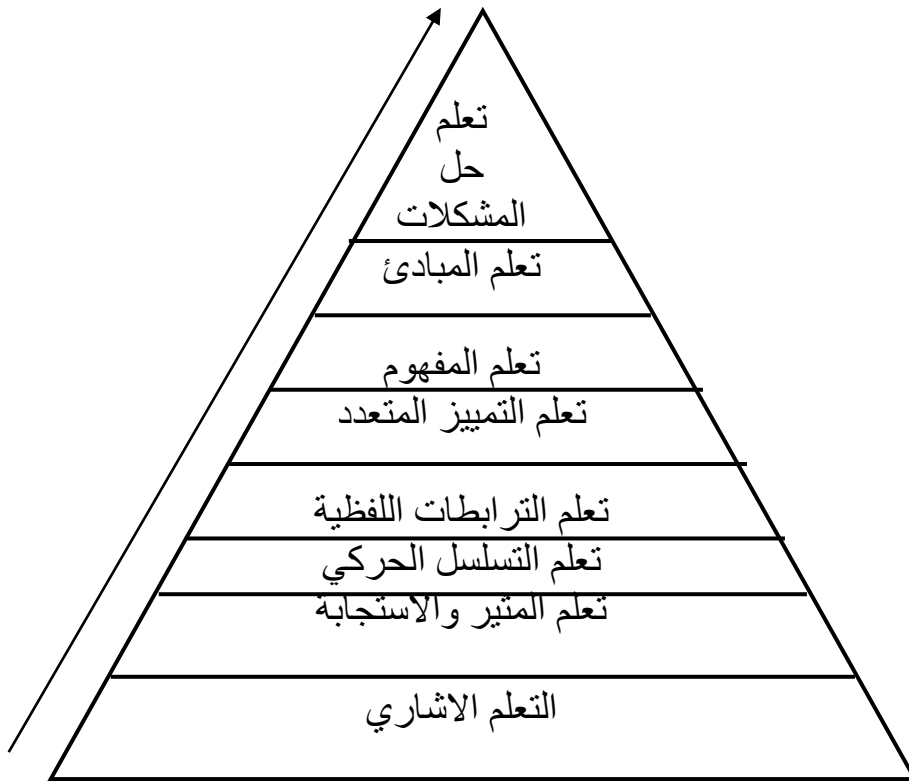 تعلم
حل
المشكلات
تعلم المبادئ
تعلم المفهوم
تعلم التمييز المتعدد
تعلم الترابطات اللفظية
تعلم التسلسل الحركي
تعلم المثير والاستجابة
التعلم الاشاري